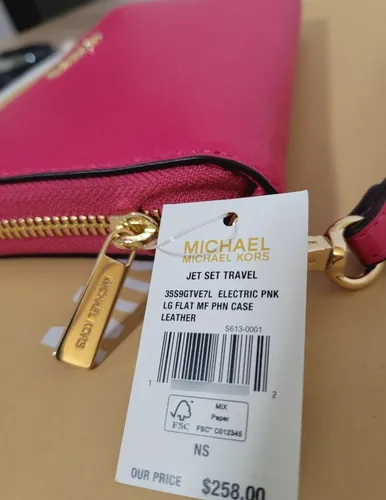 MICHAEL
MICHAEL KORS
JET SET TRAVEL
35S9GTVE7L ELECTRIC PNK
LG FLAT MF PHN CASE
LEATHER
S613-0001
1 2
FSC
MIX
Paper
FSC™ C012345
NS
OUR PRICE $258.00
MICHAEL KORS